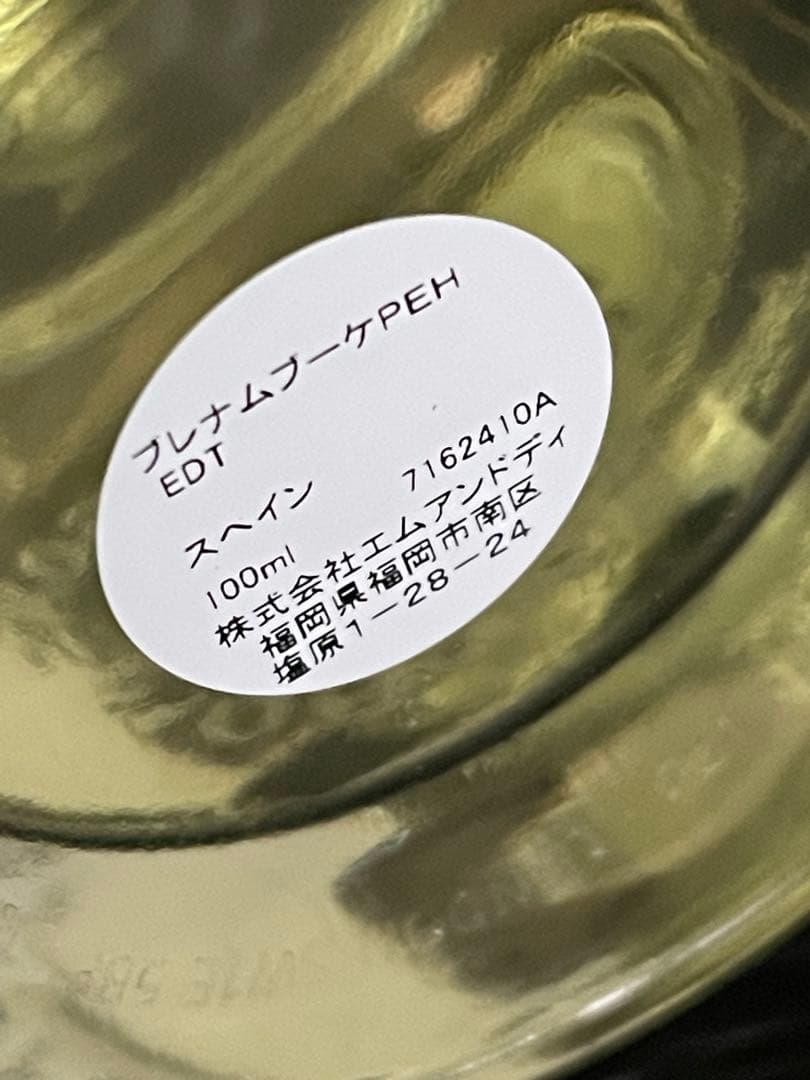 ブレナムブーケPEH
EDT
スペイン 7162410A
100ml
株式会社エムアンドディ
福岡県福岡市南区
塩原1-28-24